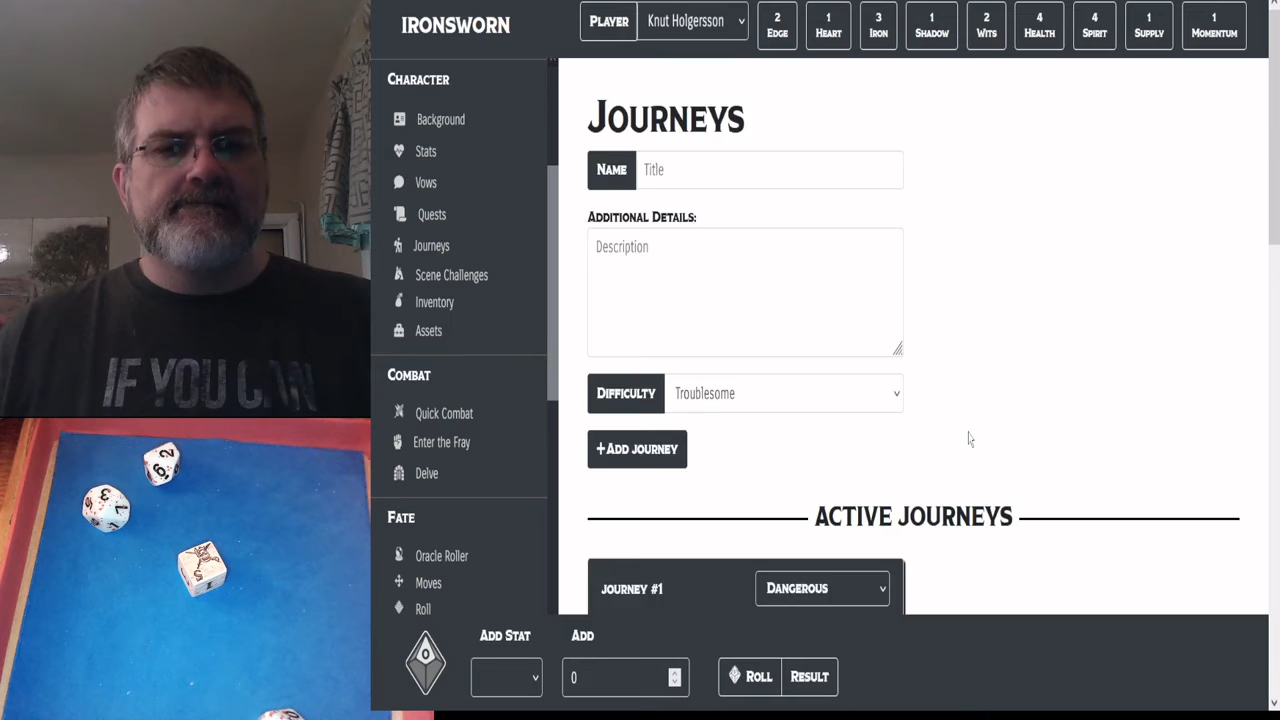 IRONSWORN
PLAYER Knut Holgersson
2 Edge
1 Heart
3 Iron
1 Shadow
2 Wits
4 Health
4 Spirit
1 Supply
1 Momentum
Character
Background
Stats
Vows
Quests
Journeys
Scene Challenges
Inventory
Assets
Combat
Quick Combat
Enter the Fray
Delve
Fate
Oracle Roller
Moves
Roll
Journeys
Name Title
Additional Details:
Description
Difficulty Troublesome
+Add journey
Active Journeys
Journey #1 Dangerous
0
Add Stat
Add
0
Roll
Result
IF YOU CAN